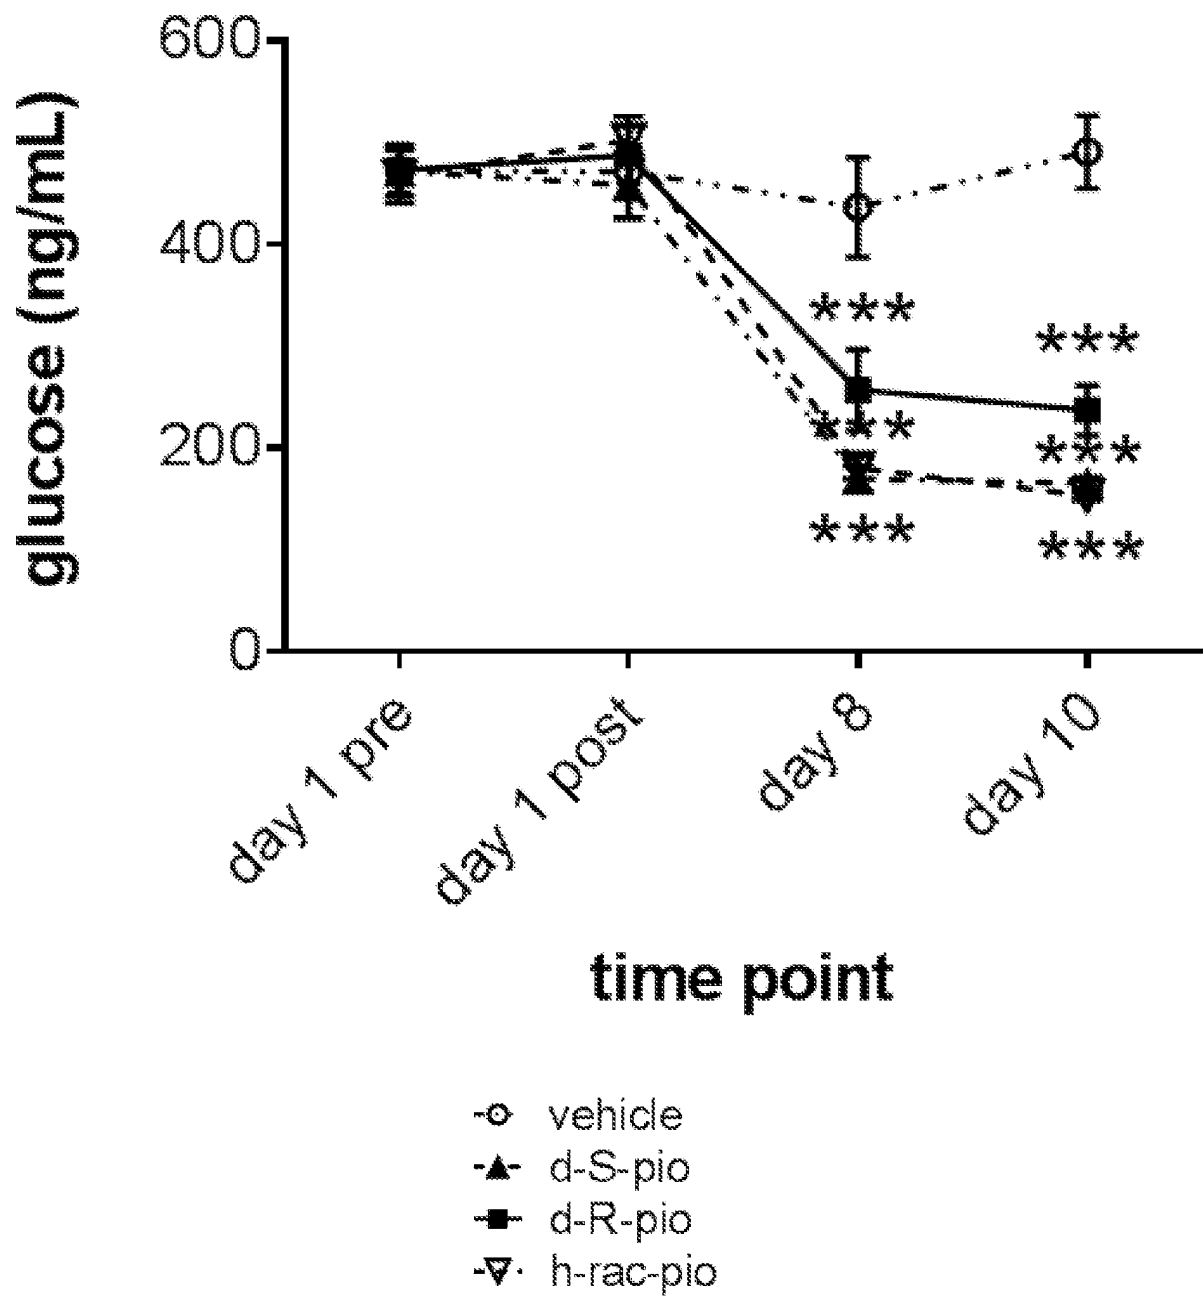 glucose (ng/mL)
600
400
200
0
***
***
***
***
***
***
day 1 pre
day 1 post
day 8
day 10
time point
vehicle
d-S-pio
d-R-pio
h-rac-pio